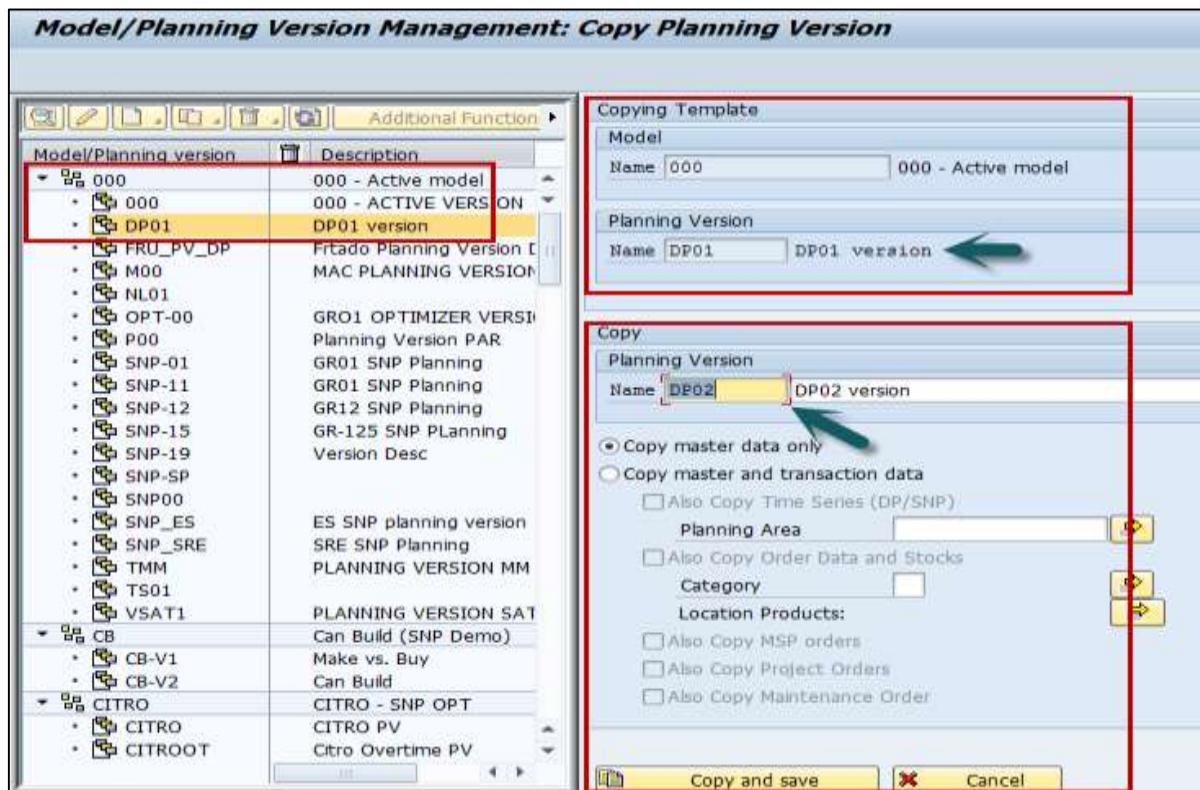 Model/Planning Version Management: Copy Planning Version
Additional Function
Model/Planning version Description
000 000 - Active model
000 000 - ACTIVE VERSION
DP01 DP01 version
FRU_PV_DP Frtado Planning Version D
M00 MAC PLANNING VERSION
NL01
OPT-00 GRO1 OPTIMIZER VERSI
P00 Planning Version PAR
SNP-01 GR01 SNP Planning
SNP-11 GR01 SNP Planning
SNP-12 GR12 SNP Planning
SNP-15 GR-125 SNP PLanning
SNP-19 Version Desc
SNP-SP
SNP00
SNP_ES ES SNP planning version
SNP_SRE SRE SNP Planning
TMM PLANNING VERSION MM
TS01
VSAT1 PLANNING VERSION SAT
CB Can Build (SNP Demo)
CB-V1 Make vs. Buy
CB-V2 Can Build
CITRO CITRO - SNP OPT
CITRO CITRO PV
CITROOT Citro Overtime PV
Copying Template
Model
Name 000 000 - Active model
Planning Version
Name DP01 DP01 version
Copy
Planning Version
Name DP02 DP02 version
Copy master data only
Copy master and transaction data
Also Copy Time Series (DP/SNP)
Planning Area
Also Copy Order Data and Stocks
Category
Location Products:
Also Copy MSP orders
Also Copy Project Orders
Also Copy Maintenance Order
Copy and save Cancel